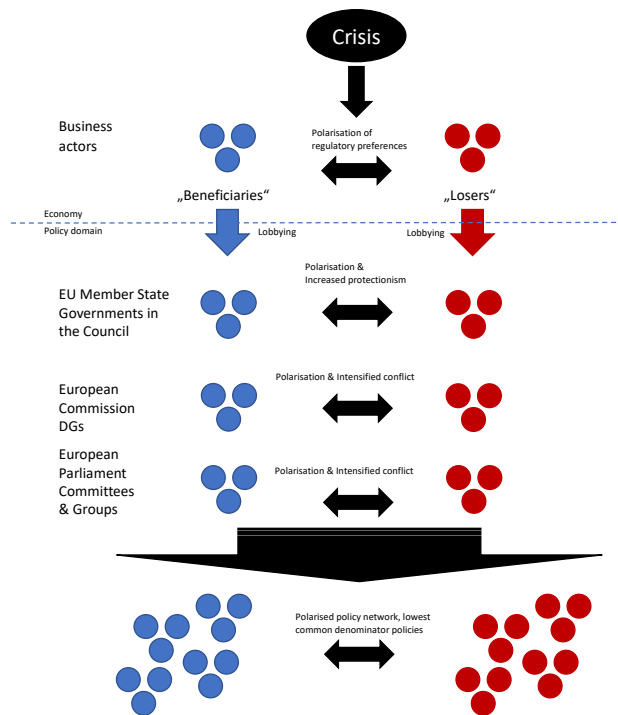 Crisis
Business
actors
Polarisation of
regulatory preferences
„Beneficiaries“
„Losers“
Economy
Policy domain
Lobbying
Lobbying
Polarisation &
Increased protectionism
EU Member State
Governments in
the Council
Polarisation & Intensified conflict
European
Commission
DGs
European
Parliament
Committees
& Groups
Polarisation & Intensified conflict
Polarised policy network, lowest
common denominator policies